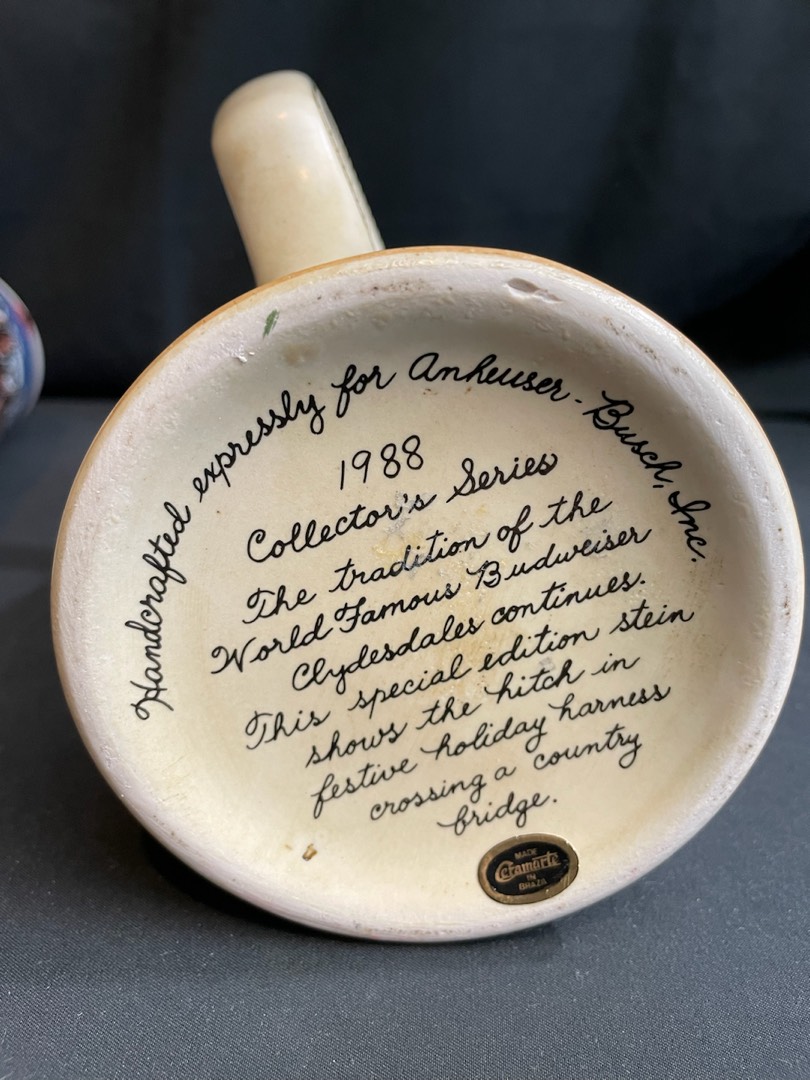 Handcrafted expressly for Anheuser-Busch, Inc.
1988
Collector's Series
The tradition of the
World Famous Budweiser
Clydesdales continues.
This special edition stein
shows the hitch in
festive holiday harness
crossing a country
bridge.
MADE
Ceramarte
IN
BRAZIL